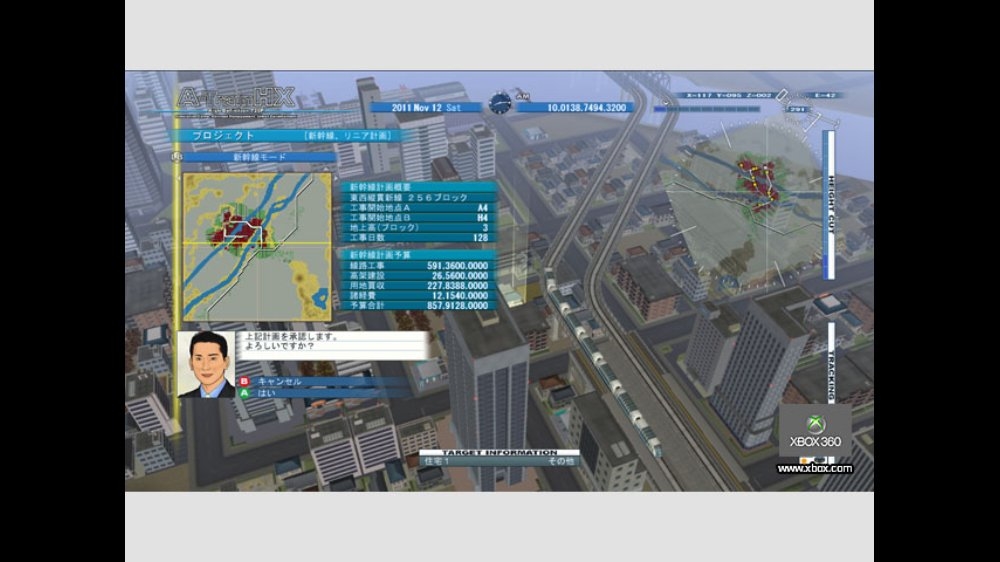 A-Train HX
2011 Nov 12 Sat
AM
10.0138.7494.3200
X=117 Y=095 Z=002
E=42
291
プロジェクト
[新幹線、リニア計画]
LB
新幹線モード
新幹線計画概要
東西縦貫新線 256ブロック
工事開始地点A A4
工事開始地点B H4
地上高(ブロック) 3
工事日数 128
新幹線計画予算
線路工事 591.3600.0000
高架建設 26.5600.0000
用地買収 227.8388.0000
諸経費 12.1540.0000
予算合計 857.9128.0000
HEIGHT CUT
上記計画を承認します。
よろしいですか?
B キャンセル
A はい
TRACKING
TARGET INFORMATION
住宅1 その他
XBOX 360
www.xbox.com